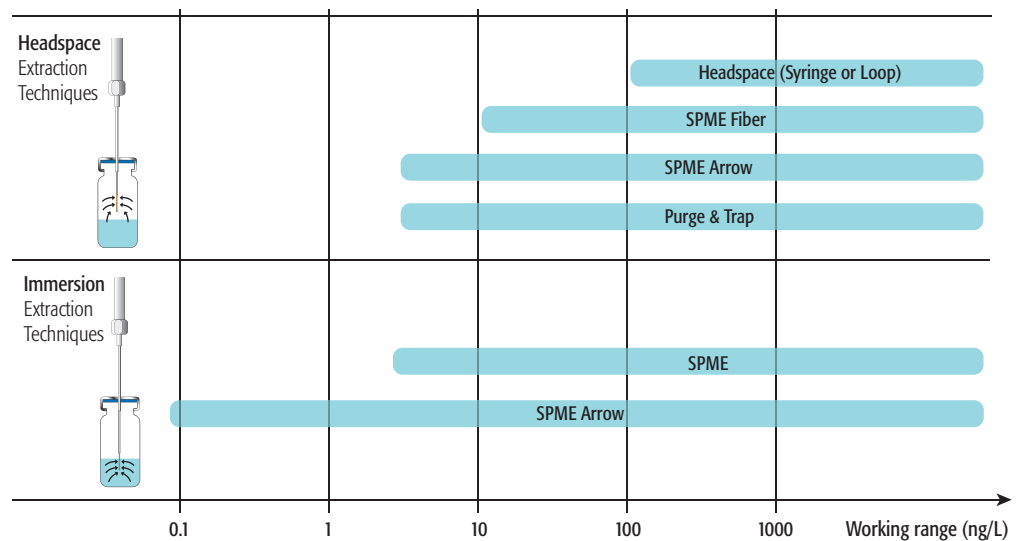 Headspace
Extraction
Techniques
Headspace (Syringe or Loop)
SPME Fiber
SPME Arrow
Purge & Trap
Immersion
Extraction
Techniques
SPME
SPME Arrow
0.1 1 10 100 1000 Working range (ng/L)